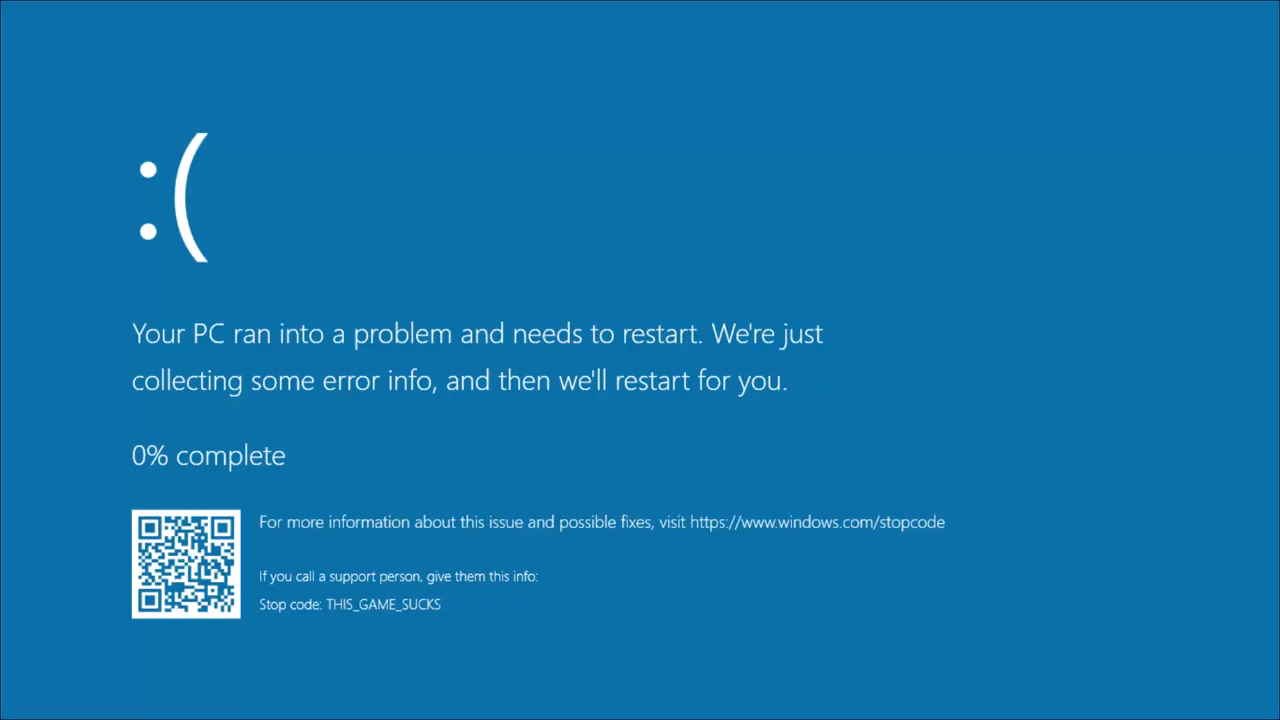 :(
Your PC ran into a problem and needs to restart. We're just
collecting some error info, and then we'll restart for you.
0% complete
For more information about this issue and possible fixes, visit https://www.windows.com/stopcode
If you call a support person, give them this info:
Stop code: THIS_GAME_SUCKS